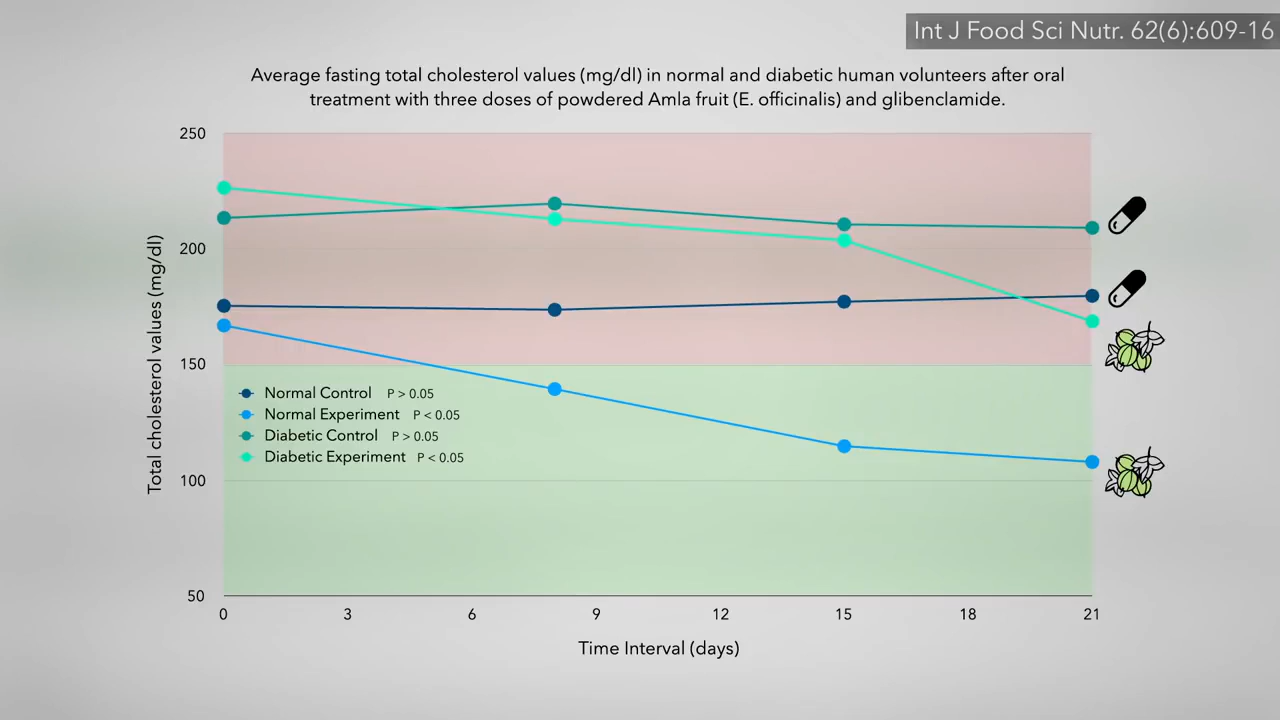 Int J Food Sci Nutr. 62(6):609-16
Average fasting total cholesterol values (mg/dl) in normal and diabetic human volunteers after oral
treatment with three doses of powdered Amla fruit (E. officinalis) and glibenclamide.
250
200
150
100
50
Total cholesterol values (mg/dl)
Normal Control P > 0.05
Normal Experiment P < 0.05
Diabetic Control P > 0.05
Diabetic Experiment P < 0.05
0 3 6 9 12 15 18 21
Time Interval (days)